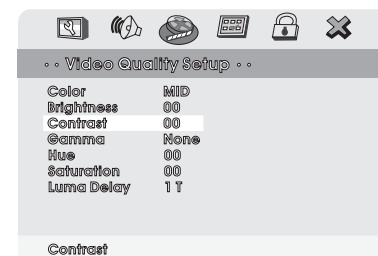 • • Video Quality Setup • •
Color MID
Brightness 00
Contrast 00
Gamma None
Hue 00
Saturation 00
Luma Delay 1 T
Contrast